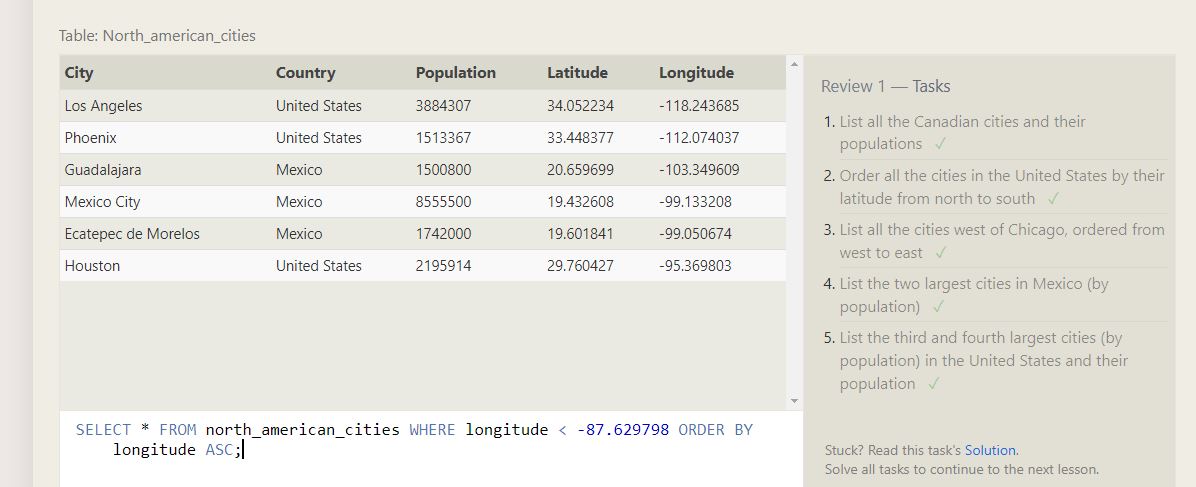 Table: North_american_cities
City Country Population Latitude Longitude
Los Angeles United States 3884307 34.052234 -118.243685
Phoenix United States 1513367 33.448377 -112.074037
Guadalajara Mexico 1500800 20.659699 -103.349609
Mexico City Mexico 8555500 19.432608 -99.133208
Ecatepec de Morelos Mexico 1742000 19.601841 -99.050674
Houston United States 2195914 29.760427 -95.369803
SELECT * FROM north_american_cities WHERE longitude < -87.629798 ORDER BY
longitude ASC;
Review 1 — Tasks
1. List all the Canadian cities and their
populations ✓
2. Order all the cities in the United States by their
latitude from north to south ✓
3. List all the cities west of Chicago, ordered from
west to east ✓
4. List the two largest cities in Mexico (by
population) ✓
5. List the third and fourth largest cities (by
population) in the United States and their
population ✓
Stuck? Read this task's Solution.
Solve all tasks to continue to the next lesson.